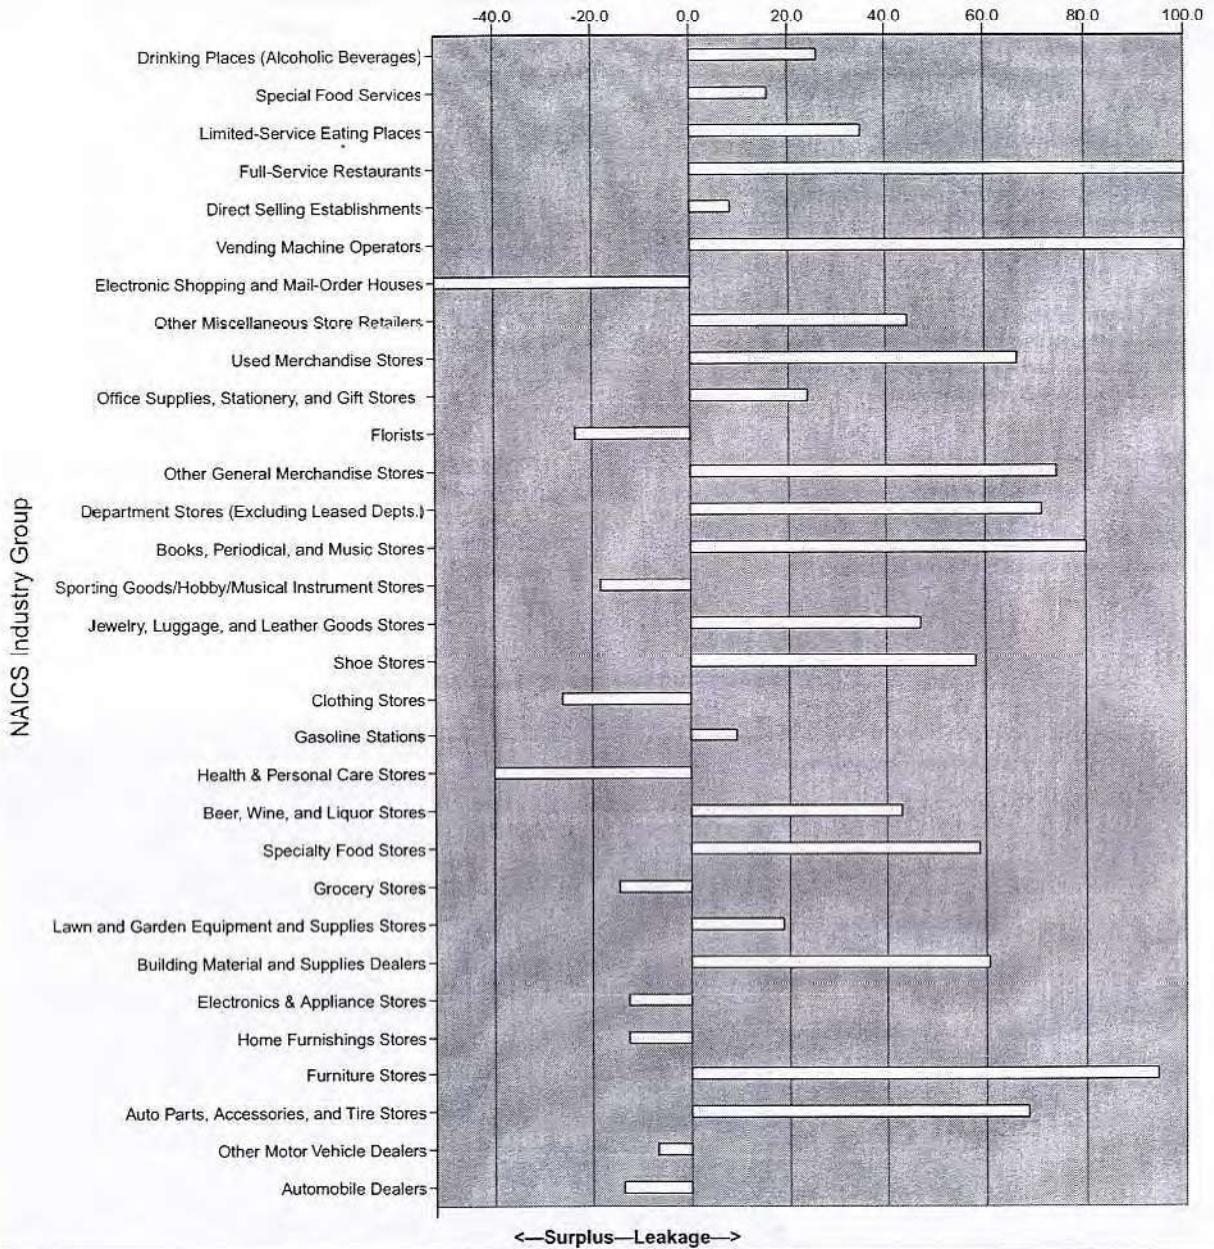 -40.0 -20.0 0.0 20.0 40.0 60.0 80.0 100.0
Drinking Places (Alcoholic Beverages)
Special Food Services
Limited-Service Eating Places
Full-Service Restaurants
Direct Selling Establishments
Vending Machine Operators
Electronic Shopping and Mail-Order Houses
Other Miscellaneous Store Retailers
Used Merchandise Stores
Office Supplies, Stationery, and Gift Stores
Florists
Other General Merchandise Stores
Department Stores (Excluding Leased Depts.)
Books, Periodical, and Music Stores
Sporting Goods/Hobby/Musical Instrument Stores
Jewelry, Luggage, and Leather Goods Stores
Shoe Stores
Clothing Stores
Gasoline Stations
Health & Personal Care Stores
Beer, Wine, and Liquor Stores
Specialty Food Stores
Grocery Stores
Lawn and Garden Equipment and Supplies Stores
Building Material and Supplies Dealers
Electronics & Appliance Stores
Home Furnishings Stores
Furniture Stores
Auto Parts, Accessories, and Tire Stores
Other Motor Vehicle Dealers
Automobile Dealers
NAICS Industry Group
<—Surplus—Leakage—>